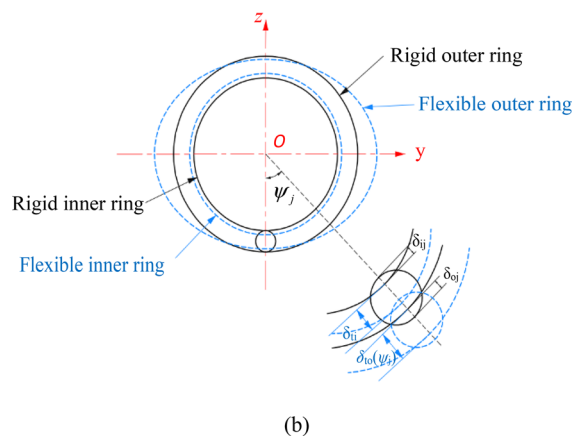 z
Rigid outer ring
Flexible outer ring
O
y
ψj
Rigid inner ring
Flexible inner ring
δij
δoj
δti
δto(ψj)
(b)